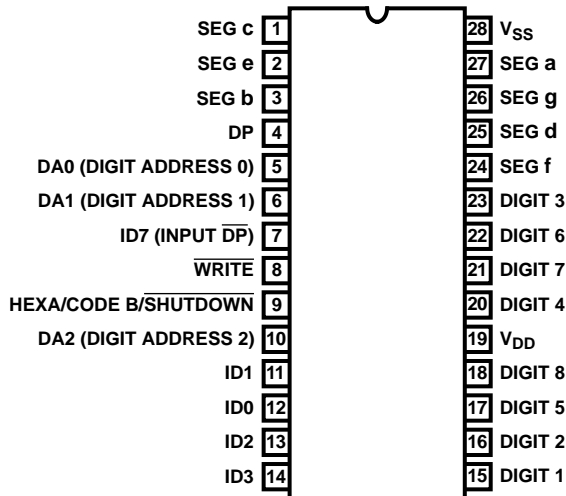 SEG c 1 28 VSS
SEG e 2 27 SEG a
SEG b 3 26 SEG g
DP 4 25 SEG d
DA0 (DIGIT ADDRESS 0) 5 24 SEG f
DA1 (DIGIT ADDRESS 1) 6 23 DIGIT 3
ID7 (INPUT DP) 7 22 DIGIT 6
WRITE 8 21 DIGIT 7
HEXA/CODE B/SHUTDOWN 9 20 DIGIT 4
DA2 (DIGIT ADDRESS 2) 10 19 VDD
ID1 11 18 DIGIT 8
ID0 12 17 DIGIT 5
ID2 13 16 DIGIT 2
ID3 14 15 DIGIT 1